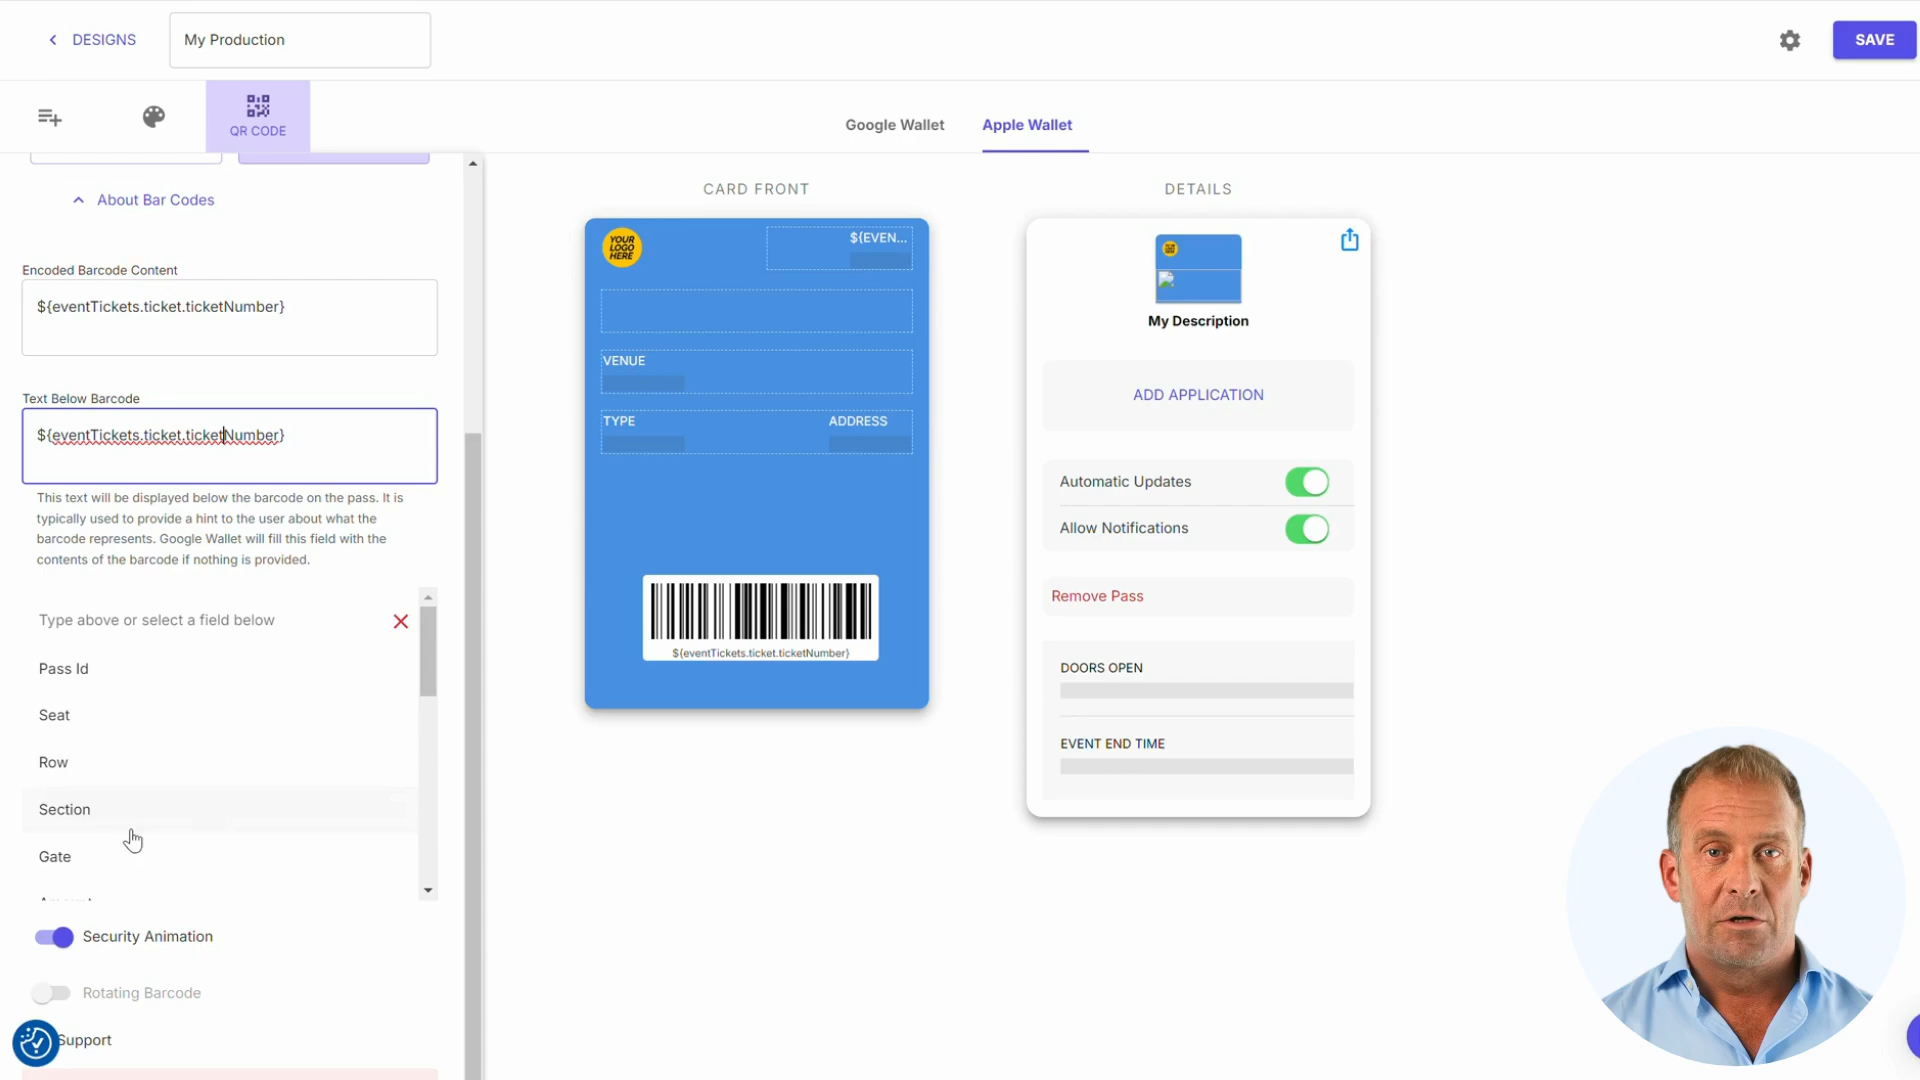 DESIGNS
My Production
SAVE
QR CODE
Google Wallet
Apple Wallet
About Bar Codes
Encoded Barcode Content
${eventTickets.ticket.ticketNumber}
Text Below Barcode
${eventTickets.ticket.ticketNumber}
This text will be displayed below the barcode on the pass. It is
typically used to provide a hint to the user about what the
barcode represents. Google Wallet will fill this field with the
contents of the barcode if nothing is provided.
Type above or select a field below
Pass Id
Seat
Row
Section
Gate
Security Animation
Rotating Barcode
Support
CARD FRONT
YOUR
LOGO
HERE
${EVEN...
VENUE
TYPE
ADDRESS
${eventTickets.ticket.ticketNumber}
DETAILS
My Description
ADD APPLICATION
Automatic Updates
Allow Notifications
Remove Pass
DOORS OPEN
EVENT END TIME